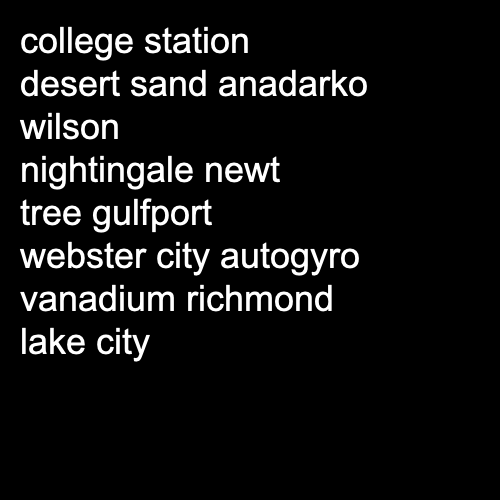 college station
desert sand anadarko
wilson
nightingale newt
tree gulfport
webster city autogyro
vanadium richmond
lake city